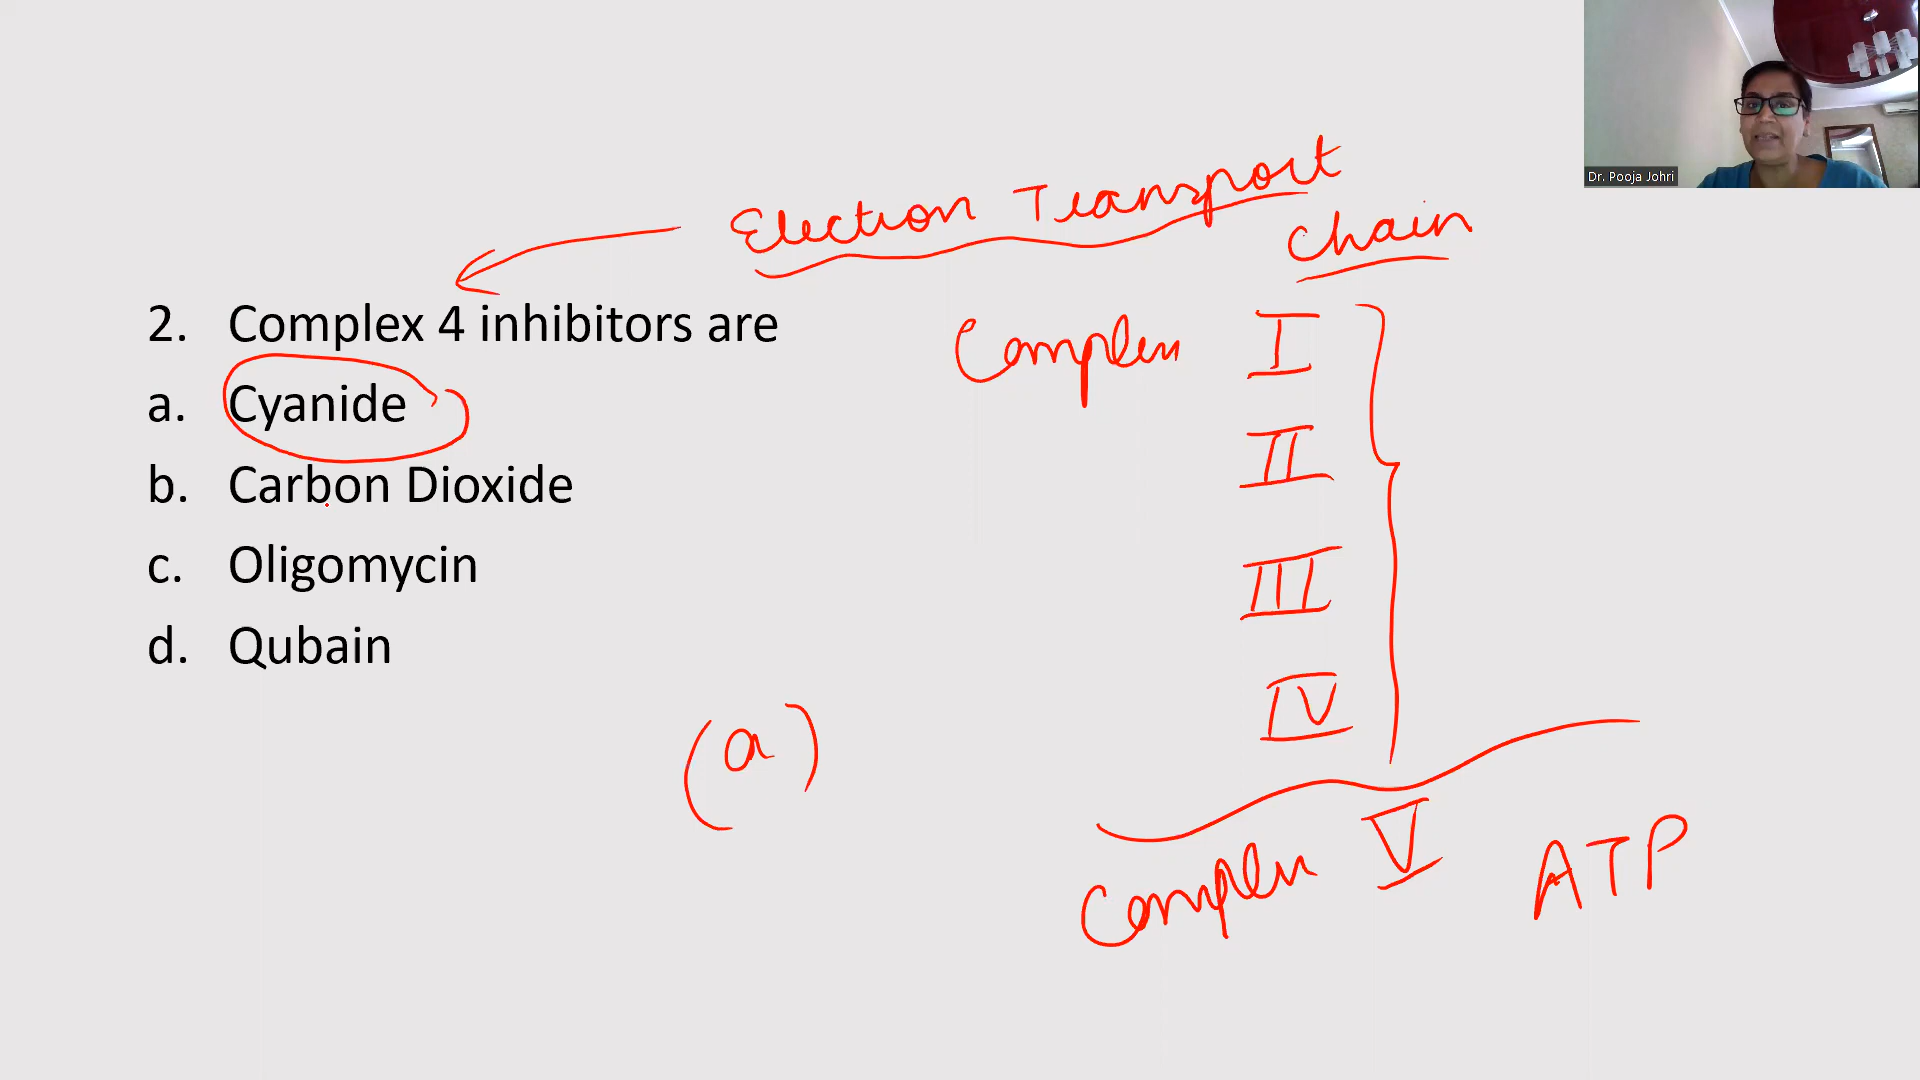 Dr. Pooja Johri
Election Transport
Chain
2. Complex 4 inhibitors are
a. Cyanide
b. Carbon Dioxide
c. Oligomycin
d. Qubain
Complex I
II
III
IV
(a)
Complex V ATP